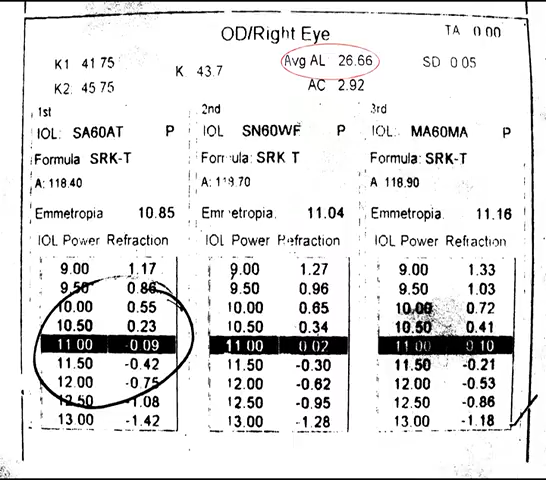 OD/Right Eye
TA 0.00
K1 41.75
K 43.7
Avg AL 26.66
SD 0.05
K2: 45.75
AC 2.92
1st
IOL: SA60AT P
Formula SRK-T
A: 118.40
Emmetropia 10.85
IOL Power Refraction
9.00 1.17
9.50 0.86
10.00 0.55
10.50 0.23
11.00 -0.09
11.50 -0.42
12.00 -0.75
12.50 -1.08
13.00 -1.42
2nd
IOL SN60WF P
Formula: SRK T
A: 118.70
Emmetropia. 11.04
IOL Power Refraction
9.00 1.27
9.50 0.96
10.00 0.65
10.50 0.34
11.00 0.02
11.50 -0.30
12.00 -0.62
12.50 -0.95
13.00 -1.28
3rd
IOL: MA60MA P
Formula: SRK-T
A 118.90
Emmetropia 11.16
IOL Power Refraction
9.00 1.33
9.50 1.03
10.00 0.72
10.50 0.41
11.00 0.10
11.50 -0.21
12.00 -0.53
12.50 -0.86
13.00 -1.18